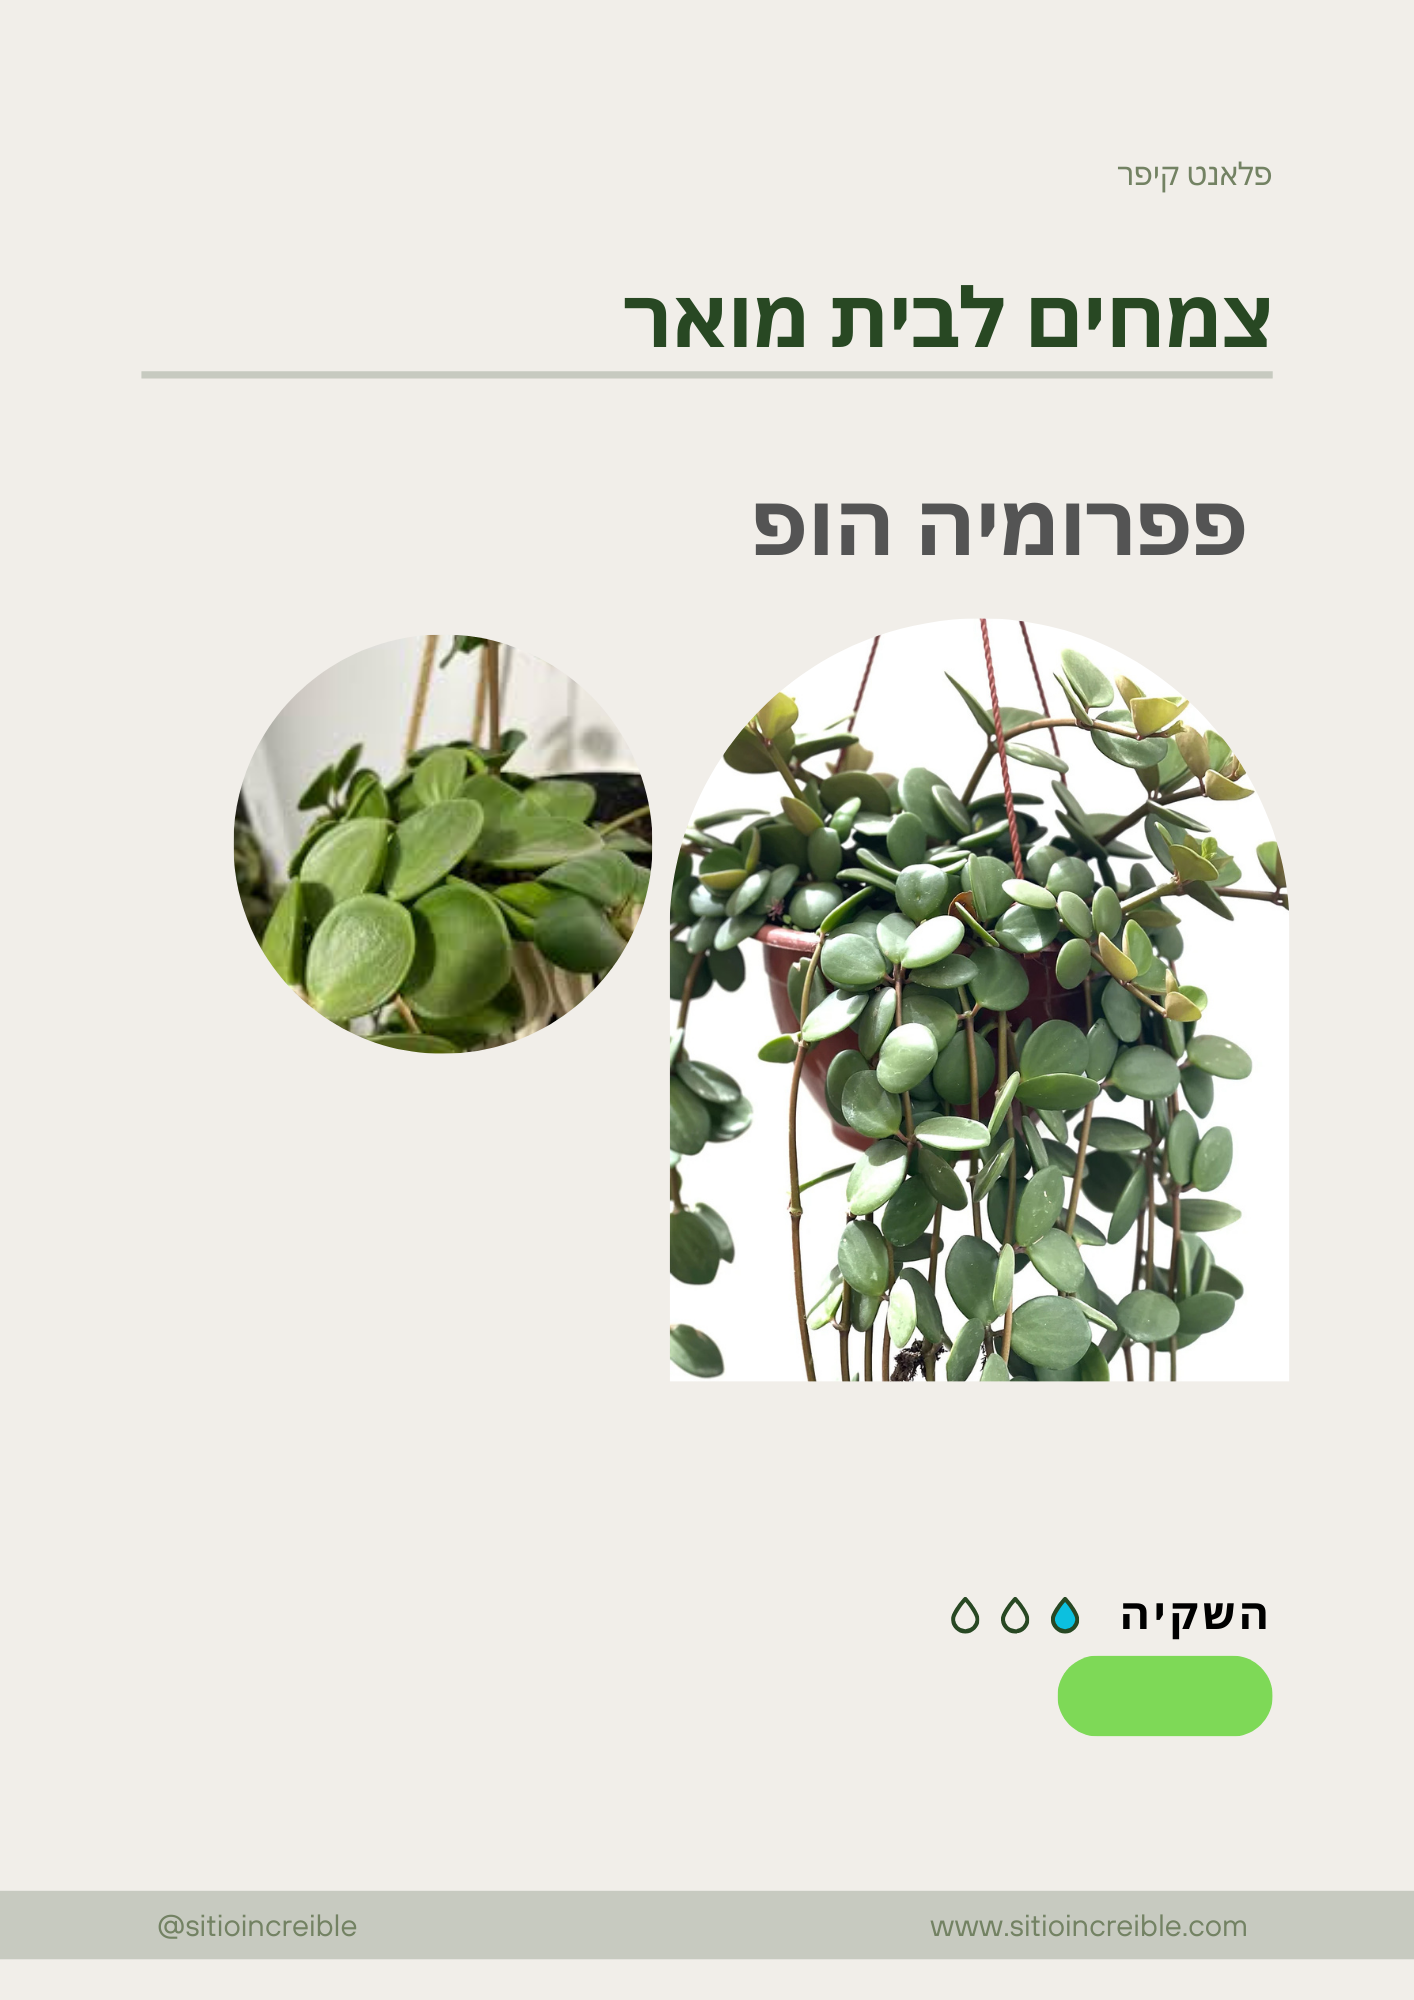 פלאנט קיפר
צמחים לבית מואר
פפרומיה הופ
השקיה
@sitioincreible
www.sitioincreible.com